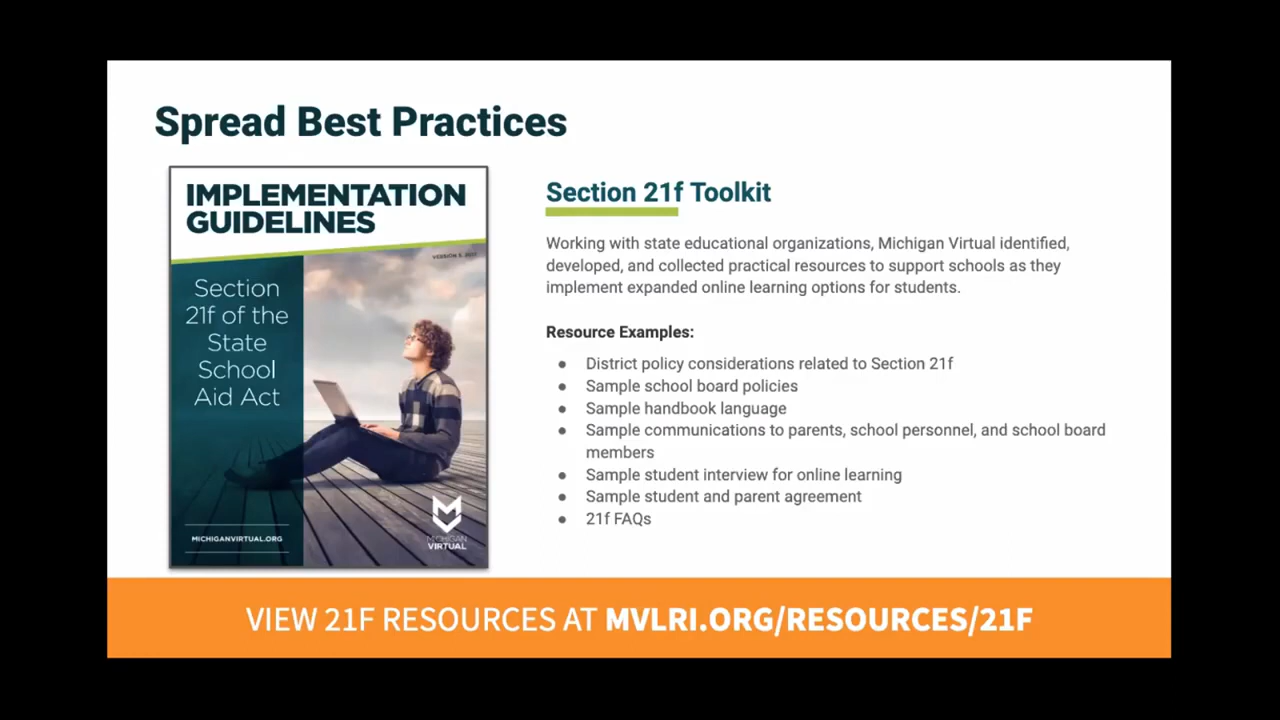 Spread Best Practices
IMPLEMENTATION
GUIDELINES
VERSION 5, 2017
Section
21f of the
State
School
Aid Act
MICHIGANVIRTUAL.ORG
MICHIGAN
VIRTUAL
Section 21f Toolkit
Working with state educational organizations, Michigan Virtual identified,
developed, and collected practical resources to support schools as they
implement expanded online learning options for students.
Resource Examples:
● District policy considerations related to Section 21f
● Sample school board policies
● Sample handbook language
● Sample communications to parents, school personnel, and school board
members
● Sample student interview for online learning
● Sample student and parent agreement
● 21f FAQs
VIEW 21F RESOURCES AT MVLRI.ORG/RESOURCES/21F